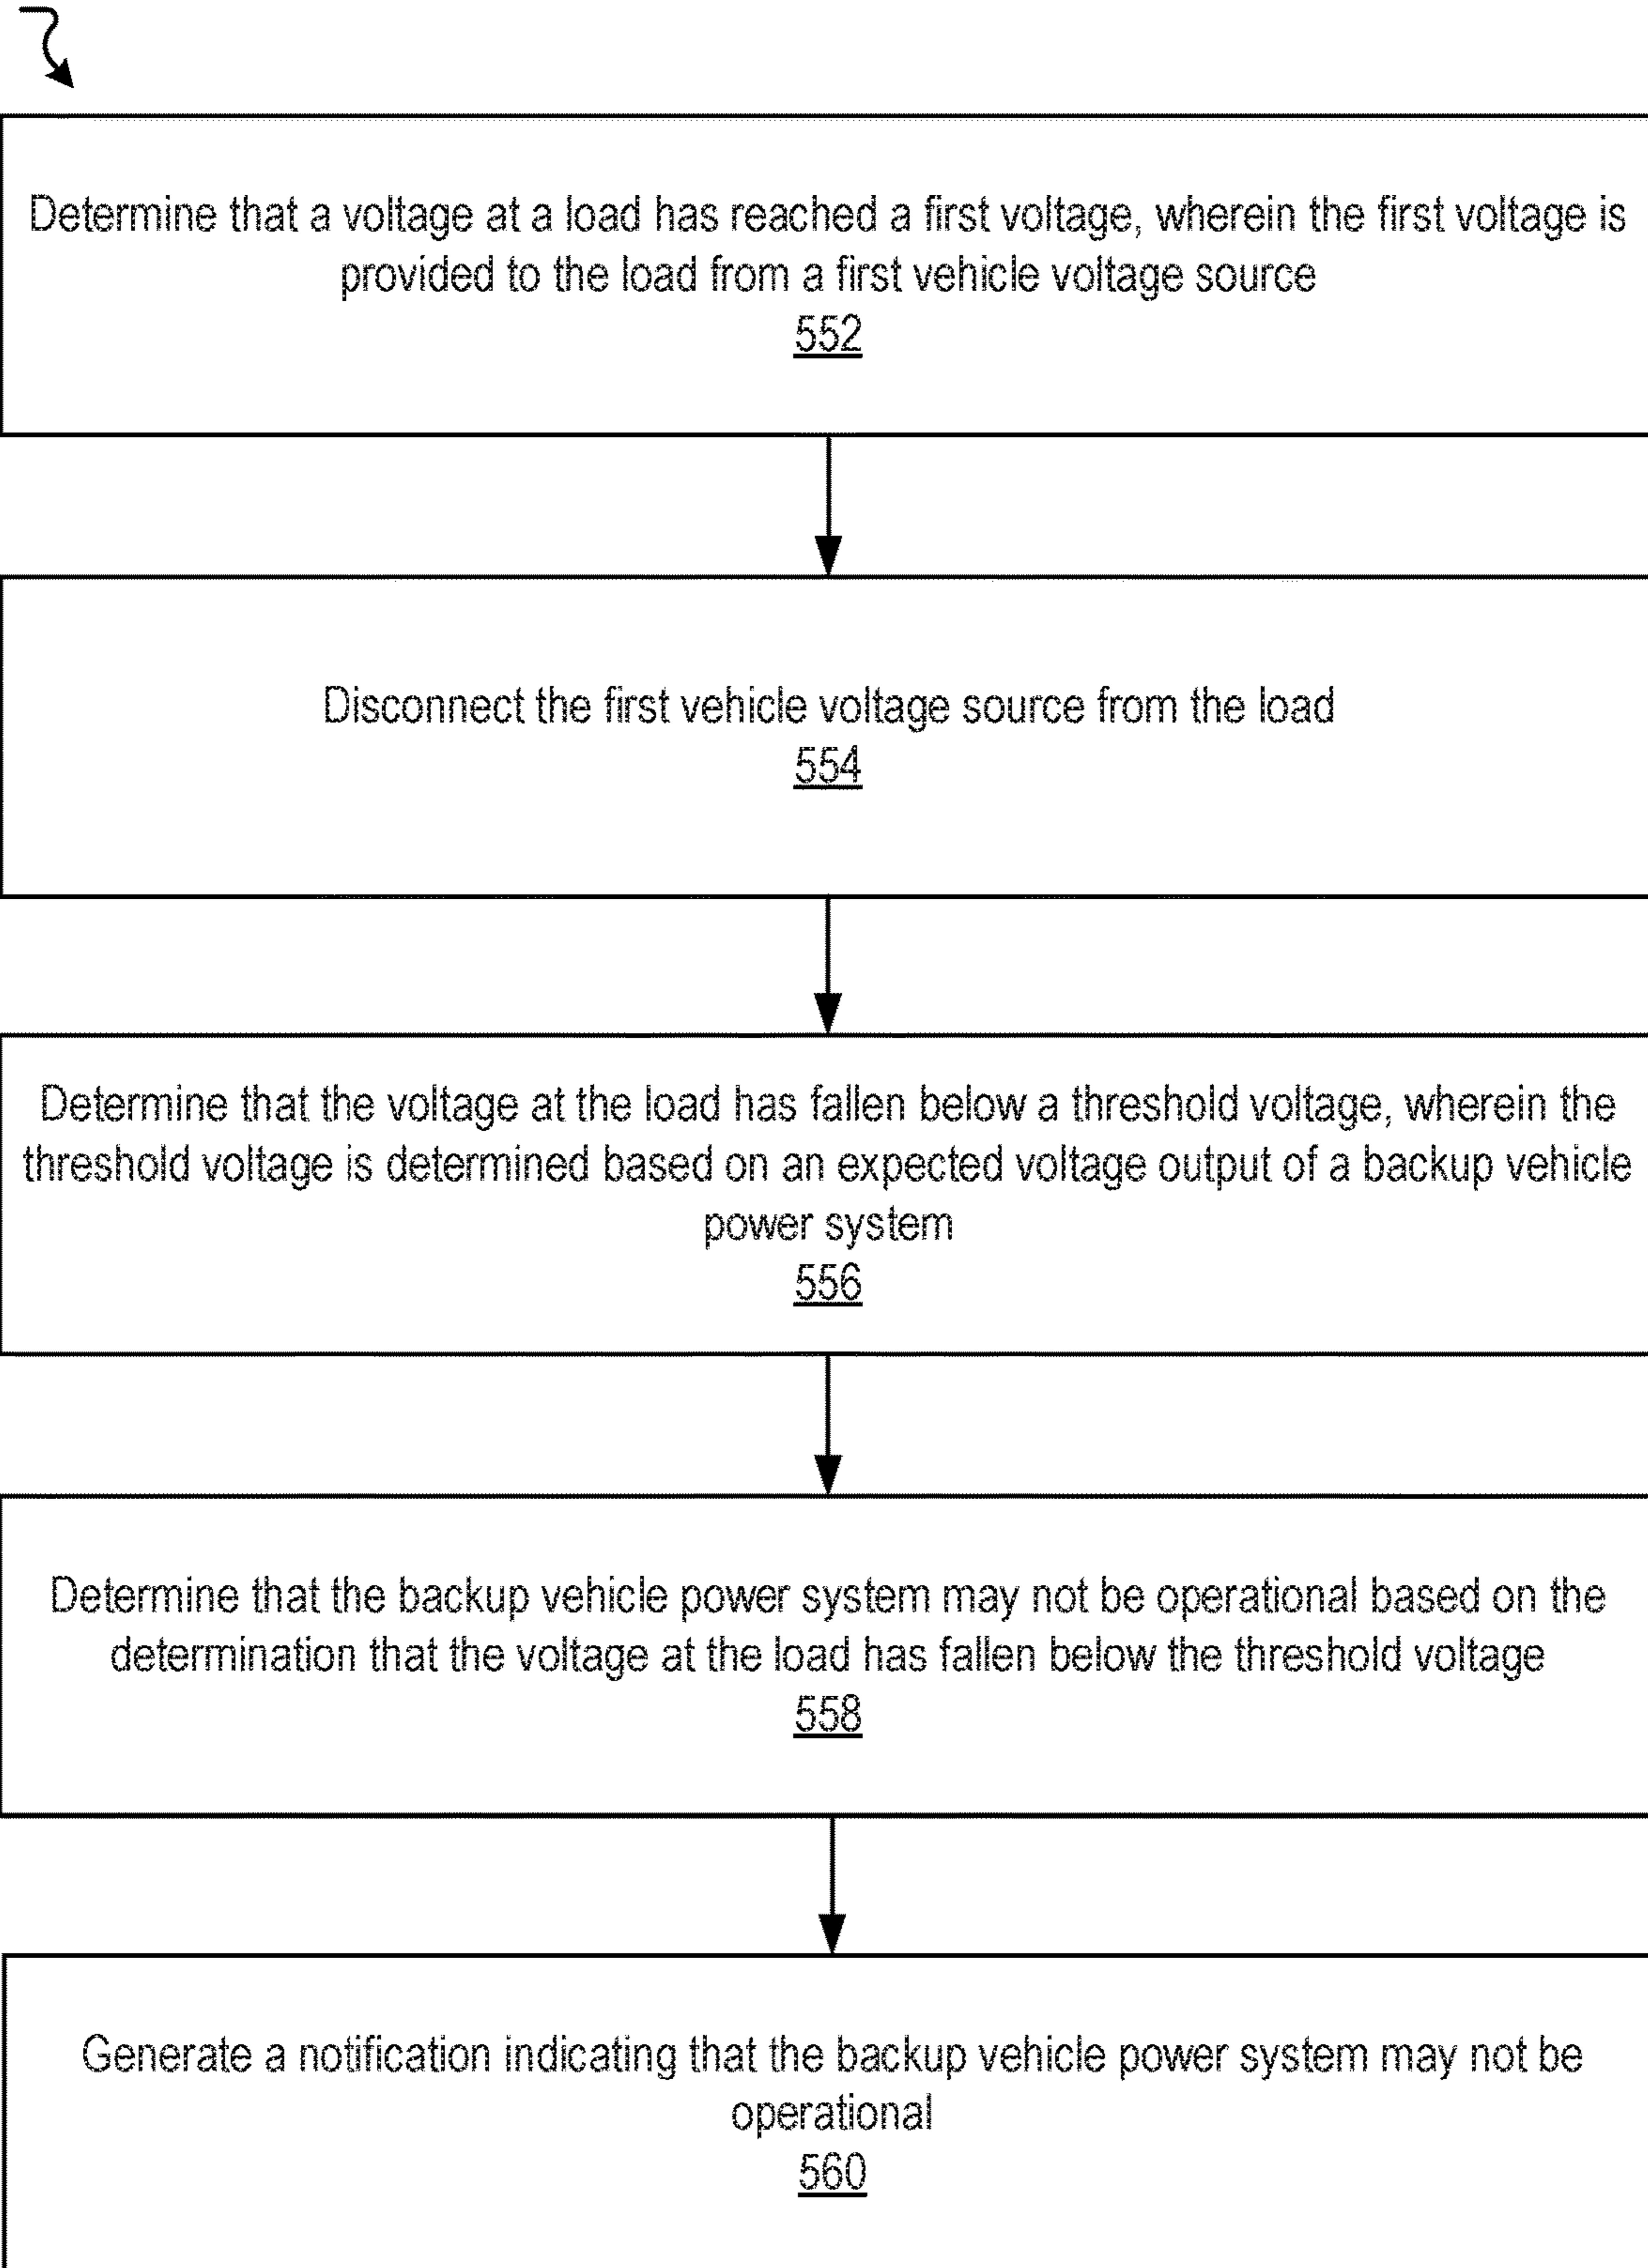 Determine that a voltage at a load has reached a first voltage, wherein the first voltage is
provided to the load from a first vehicle voltage source
552
Disconnect the first vehicle voltage source from the load
554
Determine that the voltage at the load has fallen below a threshold voltage, wherein the
threshold voltage is determined based on an expected voltage output of a backup vehicle
power system
556
Determine that the backup vehicle power system may not be operational based on the
determination that the voltage at the load has fallen below the threshold voltage
558
Generate a notification indicating that the backup vehicle power system may not be
operational
560